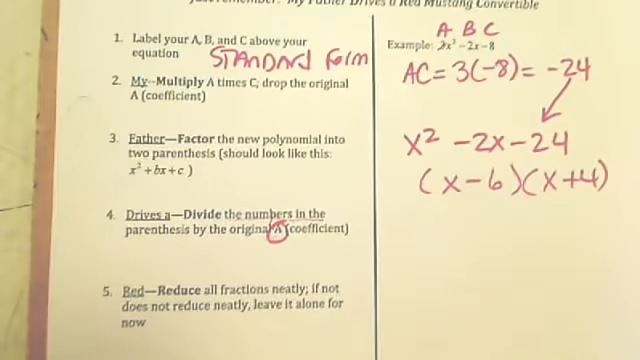 Just remember: My Father Drives a Red Mustang Convertible
1. Label your A, B, and C above your
equation STANDARD FORM
2. My--Multiply A times C; drop the original
A (coefficient)
3. Father—Factor the new polynomial into
two parenthesis (should look like this:
x² + bx + c )
4. Drives a—Divide the numbers in the
parenthesis by the original A (coefficient)
5. Red—Reduce all fractions neatly; if not
does not reduce neatly, leave it alone for
now
A B C
Example: 3x² – 2x – 8
AC = 3(-8) = -24
x² - 2x - 24
(x - 6)(x + 4)